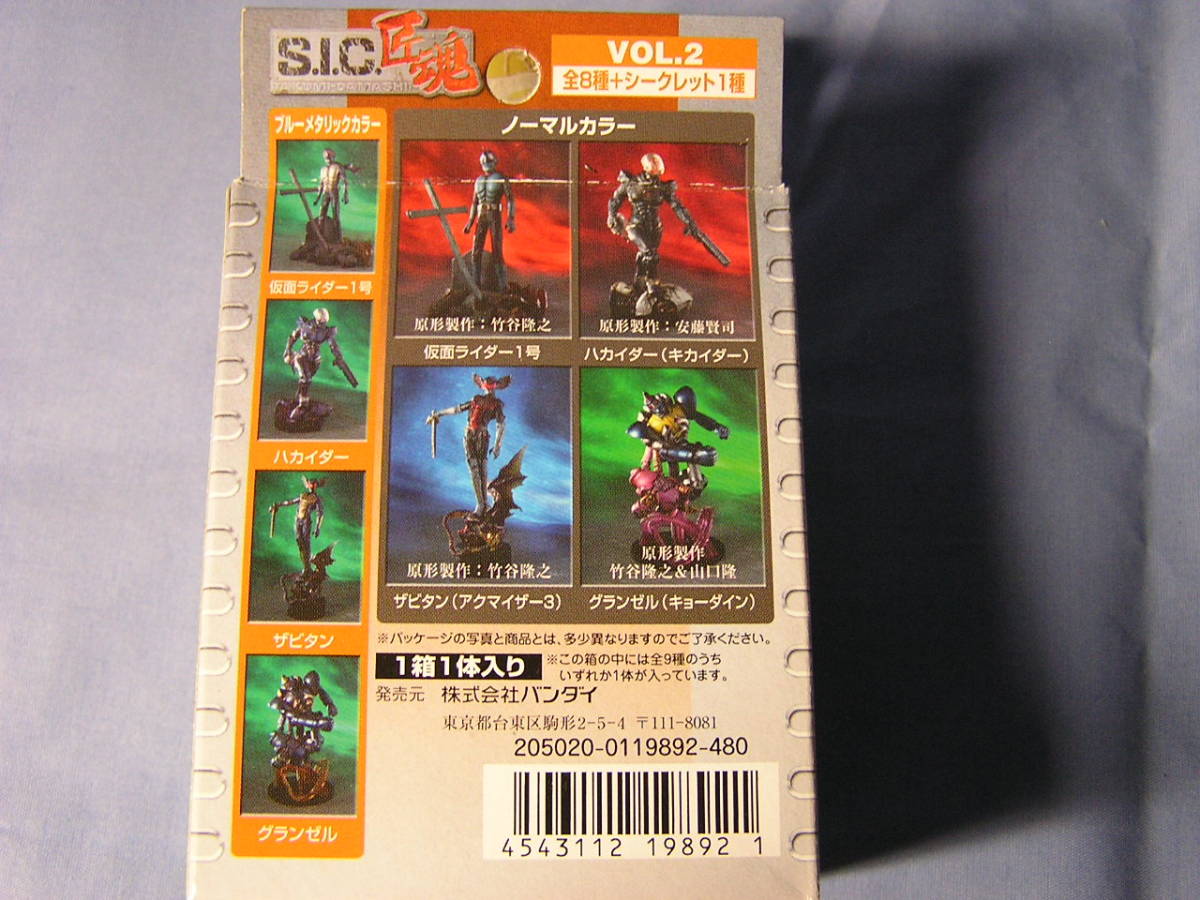 S.I.C.匠魂
TAKUMI-DAMASHII
VOL.2
全8種+シークレット1種
ブルーメタリックカラー
仮面ライダー1号
ハカイダー
ザビタン
グランゼル
ノーマルカラー
原形製作:竹谷隆之
仮面ライダー1号
原形製作:安藤賢司
ハカイダー(キカイダー)
原形製作:竹谷隆之
ザビタン(アクマイザー3)
原形製作
竹谷隆之&山口隆
グランゼル(キョーダイン)
※パッケージの写真と商品とは、多少異なりますのでご了承ください。
1箱1体入り
※この箱の中には全9種のうち
いずれか1体が入っています。
発売元 株式会社バンダイ
東京都台東区駒形2-5-4 〒111-8081
205020-0119892-480
4543112 19892 1